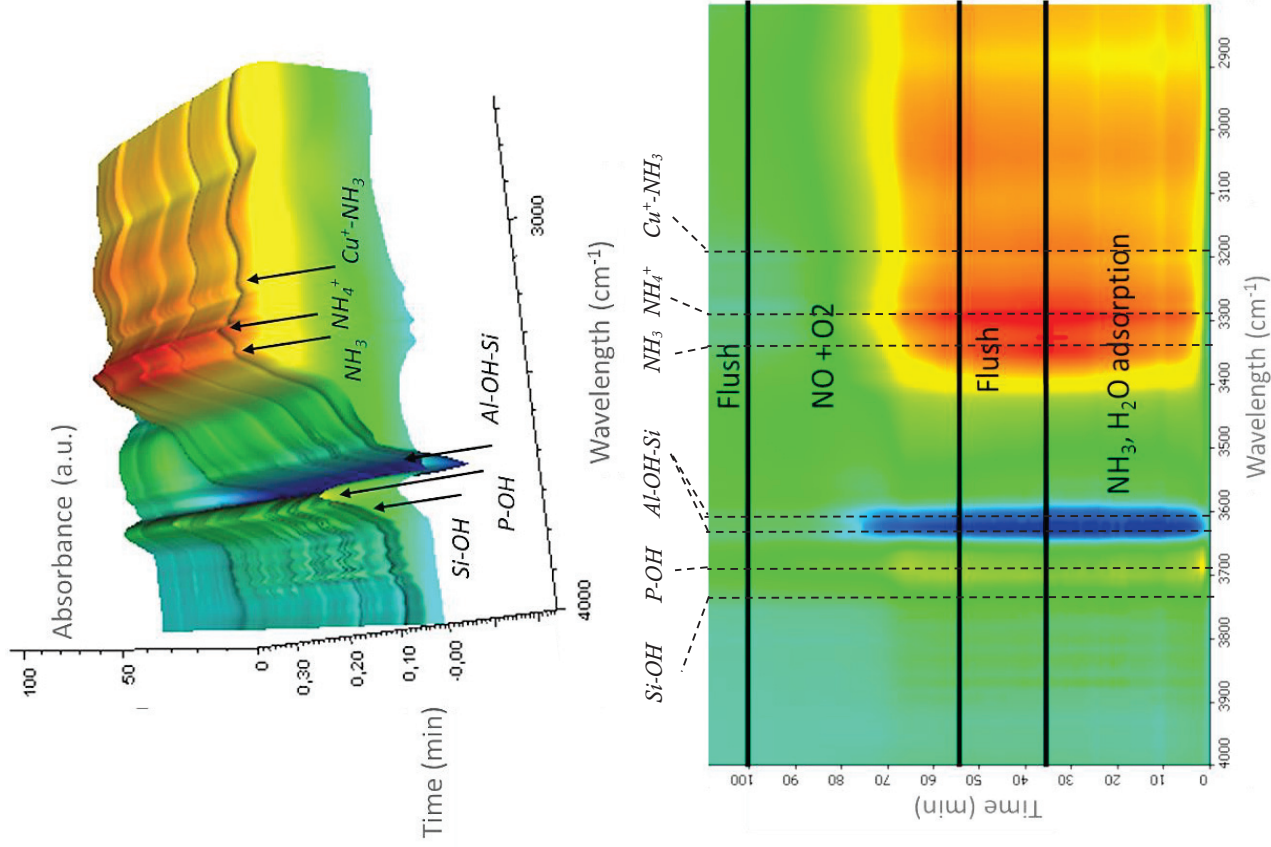 Absorbance (a.u.)
100
50
0
0,30
0,20
0,10
-0,00
Time (min)
4000
3000
Wavelength (cm-1)
Si-OH
P-OH
Al-OH-Si
NH3
NH4+
Cu+-NH3
Si-OH
P-OH
Al-OH-Si
NH3
NH4+
Cu+-NH3
Flush
NO + O2
Flush
NH3, H2O adsorption
Time (min)
100
90
80
70
60
50
40
30
20
10
0
4000
3900
3800
3700
3600
3500
3400
3300
3200
3100
3000
2900
Wavelength (cm-1)